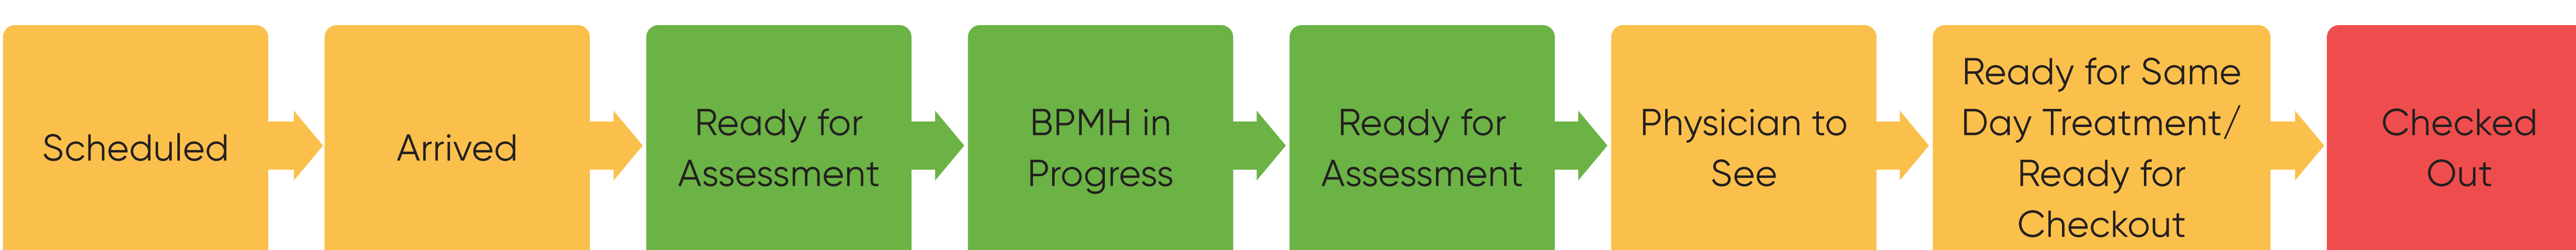 Scheduled
Arrived
Ready for
Assessment
BPMH in
Progress
Ready for
Assessment
Physician to
See
Ready for Same
Day Treatment/
Ready for
Checkout
Checked
Out